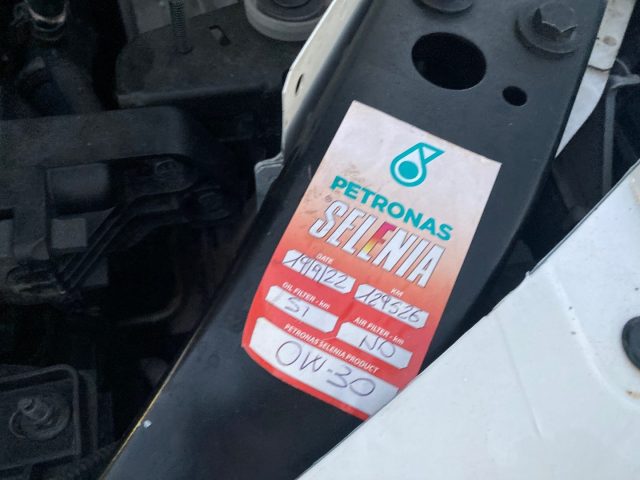 PETRONAS
SELENIA
DATE KM
19/9/22 129526
OIL FILTER - km AIR FILTER - km
SI NO
PETRONAS SELENIA PRODUCT
0W-30